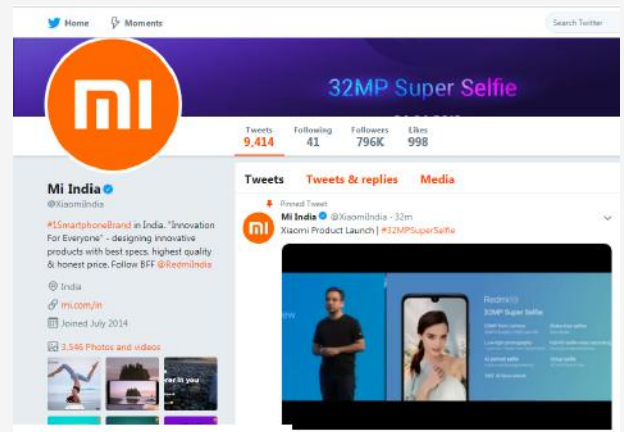 Home
Moments
Search Twitter
32MP Super Selfie
Tweets
9,414
Following
41
Followers
796K
Likes
998
Mi India
@XiaomiIndia
#1SmartphoneBrand in India. "Innovation
For Everyone" - designing innovative
products with best specs, highest quality
& honest price. Follow BFF @RedmiIndia
India
mi.com/in
Joined July 2014
3,546 Photos and videos
Tweets
Tweets & replies
Media
Pinned Tweet
Mi India @XiaomiIndia · 32m
Xiaomi Product Launch | #32MPSuperSelfie
Redmi
32MP Super Selfie